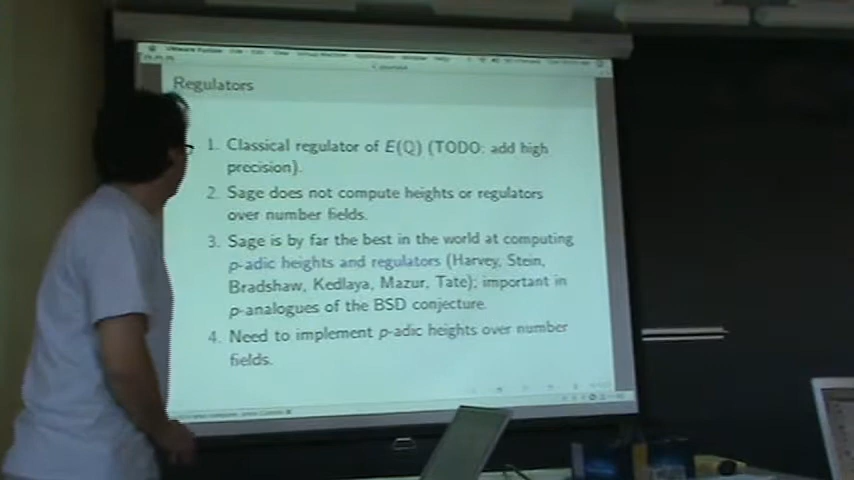 VMware Fusion
Regulators
1. Classical regulator of E(Q) (TODO: add high
precision).
2. Sage does not compute heights or regulators
over number fields.
3. Sage is by far the best in the world at computing
p-adic heights and regulators (Harvey, Stein,
Bradshaw, Kedlaya, Mazur, Tate); important in
p-analogues of the BSD conjecture.
4. Need to implement p-adic heights over number
fields.